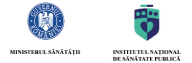 MINISTERUL SĂNĂTĂȚII
INSTITUTUL NAȚIONAL
DE SĂNĂTATE PUBLICĂ